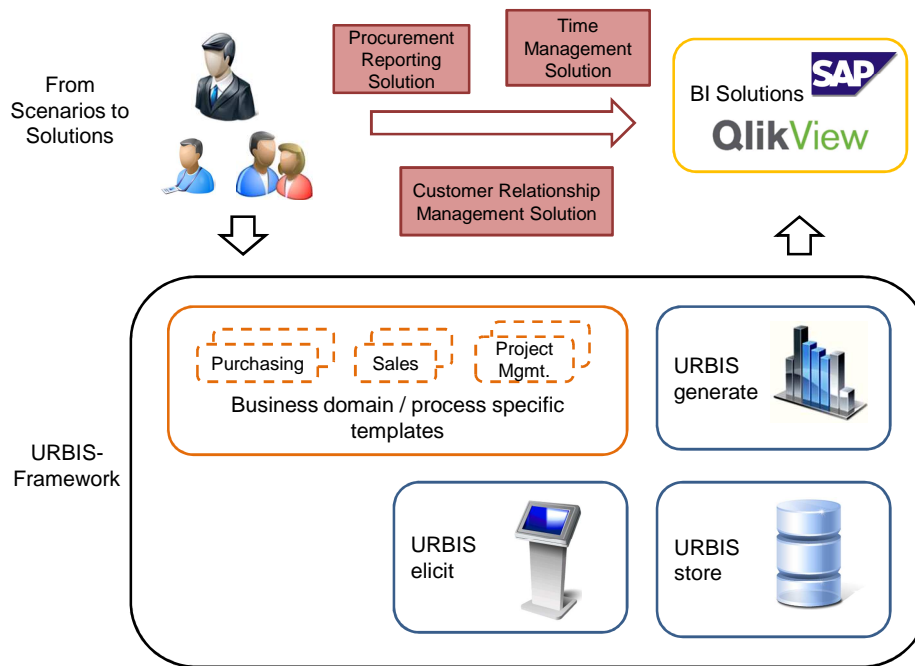 From
Scenarios to
Solutions
Procurement
Reporting
Solution
Time
Management
Solution
Customer Relationship
Management Solution
BI Solutions
SAP
QlikView
URBIS-
Framework
Purchasing
Sales
Project
Mgmt.
Business domain / process specific
templates
URBIS
generate
URBIS
elicit
URBIS
store